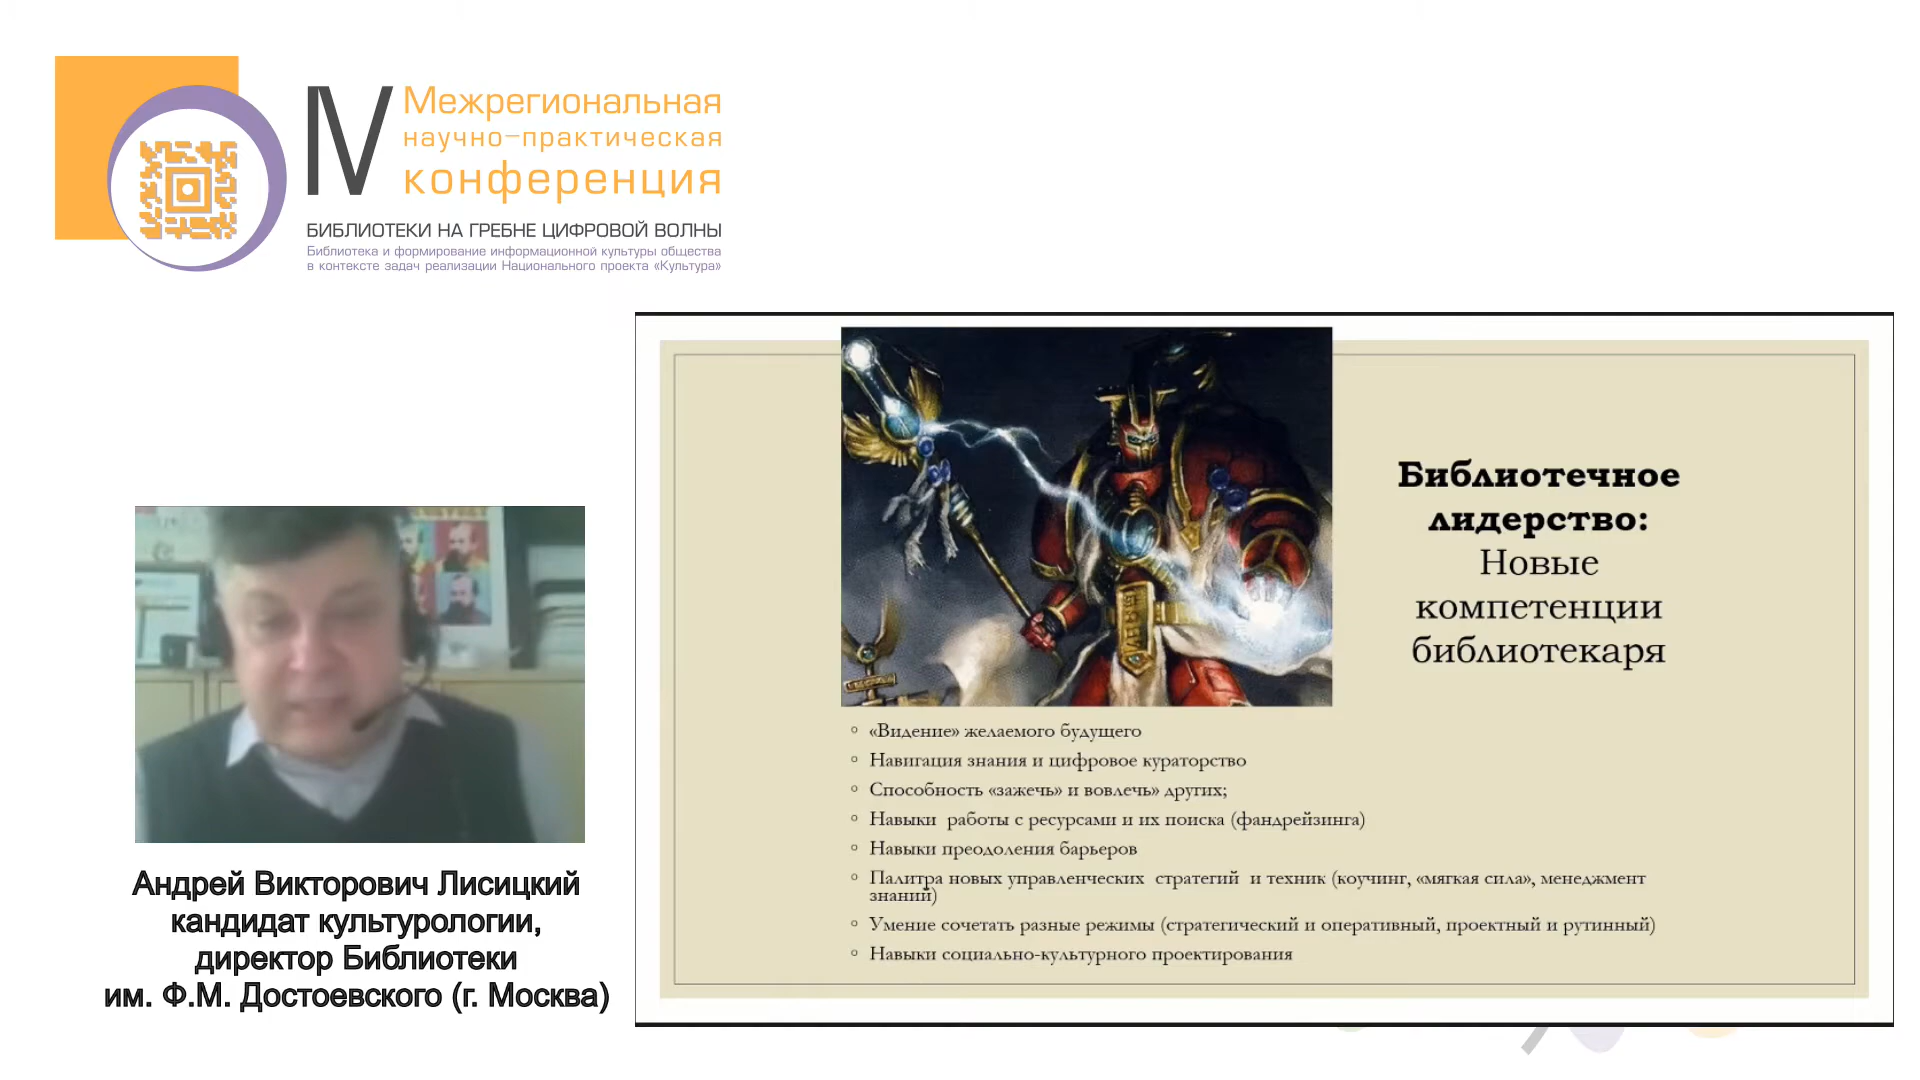 IV
Межрегиональная
научно-практическая
конференция
БИБЛИОТЕКИ НА ГРЕБНЕ ЦИФРОВОЙ ВОЛНЫ
Библиотека и формирование информационной культуры общества
в контексте задач реализации Национального проекта «Культура»
Библиотечное
лидерство:
Новые
компетенции
библиотекаря
«Видение» желаемого будущего
Навигация знания и цифровое кураторство
Способность «зажечь» и вовлечь» других;
Навыки работы с ресурсами и их поиска (фандрейзинга)
Навыки преодоления барьеров
Палитра новых управленческих стратегий и техник (коучинг, «мягкая сила», менеджмент
знаний)
Умение сочетать разные режимы (стратегический и оперативный, проектный и рутинный)
Навыки социально-культурного проектирования
Андрей Викторович Лисицкий
кандидат культурологии,
директор Библиотеки
им. Ф.М. Достоевского (г. Москва)